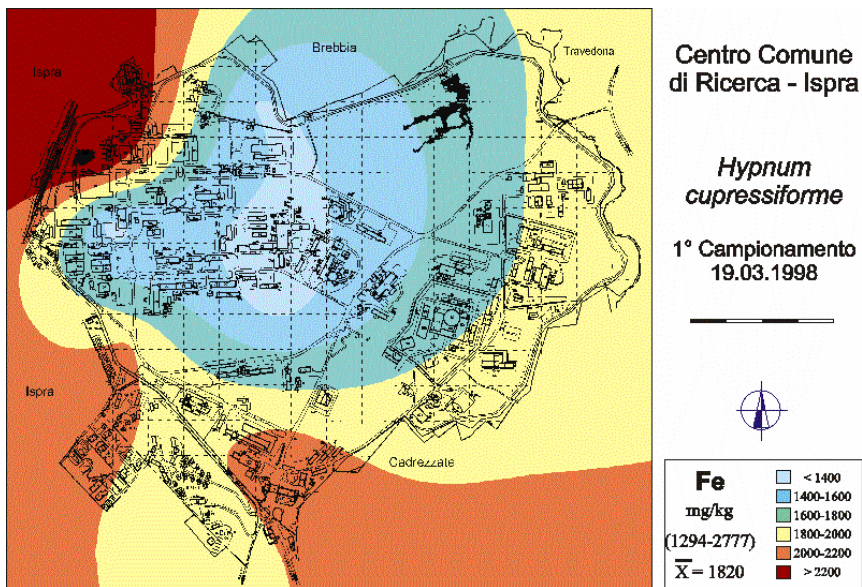 Ispra
Brebbia
Travedona
Ispra
Cadrezzate
Centro Comune
di Ricerca - Ispra
Hypnum
cupressiforme
1° Campionamento
19.03.1998
Fe
mg/kg
(1294-2777)
X = 1820
< 1400
1400-1600
1600-1800
1800-2000
2000-2200
> 2200